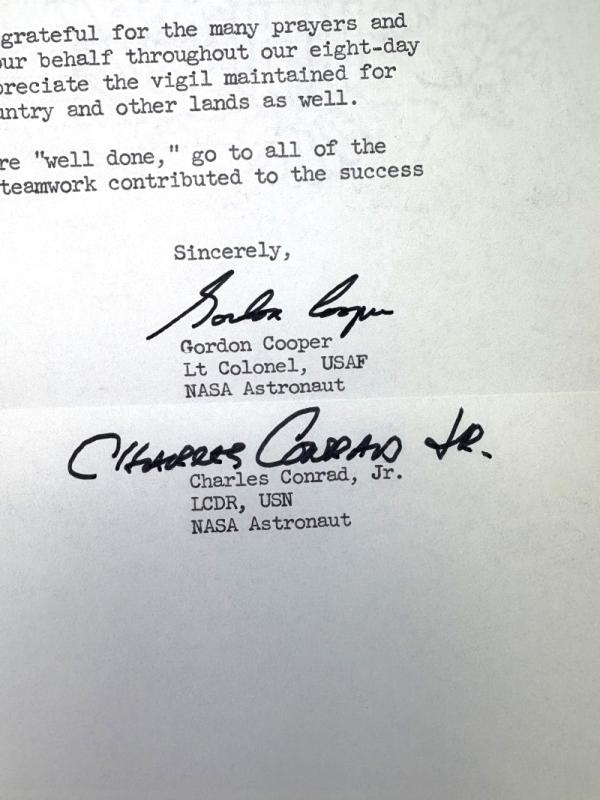 grateful for the many prayers and
our behalf throughout our eight-day
preciate the vigil maintained for
untry and other lands as well.
re "well done," go to all of the
teamwork contributed to the success
Sincerely,
Gordon Cooper
Gordon Cooper
Lt Colonel, USAF
NASA Astronaut
Charles Conrad Jr.
Charles Conrad, Jr.
LCDR, USN
NASA Astronaut